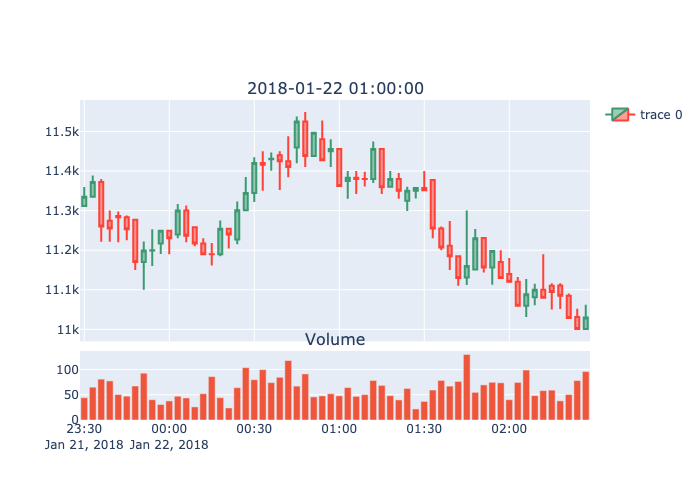 2018-01-22 01:00:00
trace 0
11.5k
11.4k
11.3k
11.2k
11.1k
11k
Volume
100
50
0
23:30 00:00 00:30 01:00 01:30 02:00
Jan 21, 2018 Jan 22, 2018